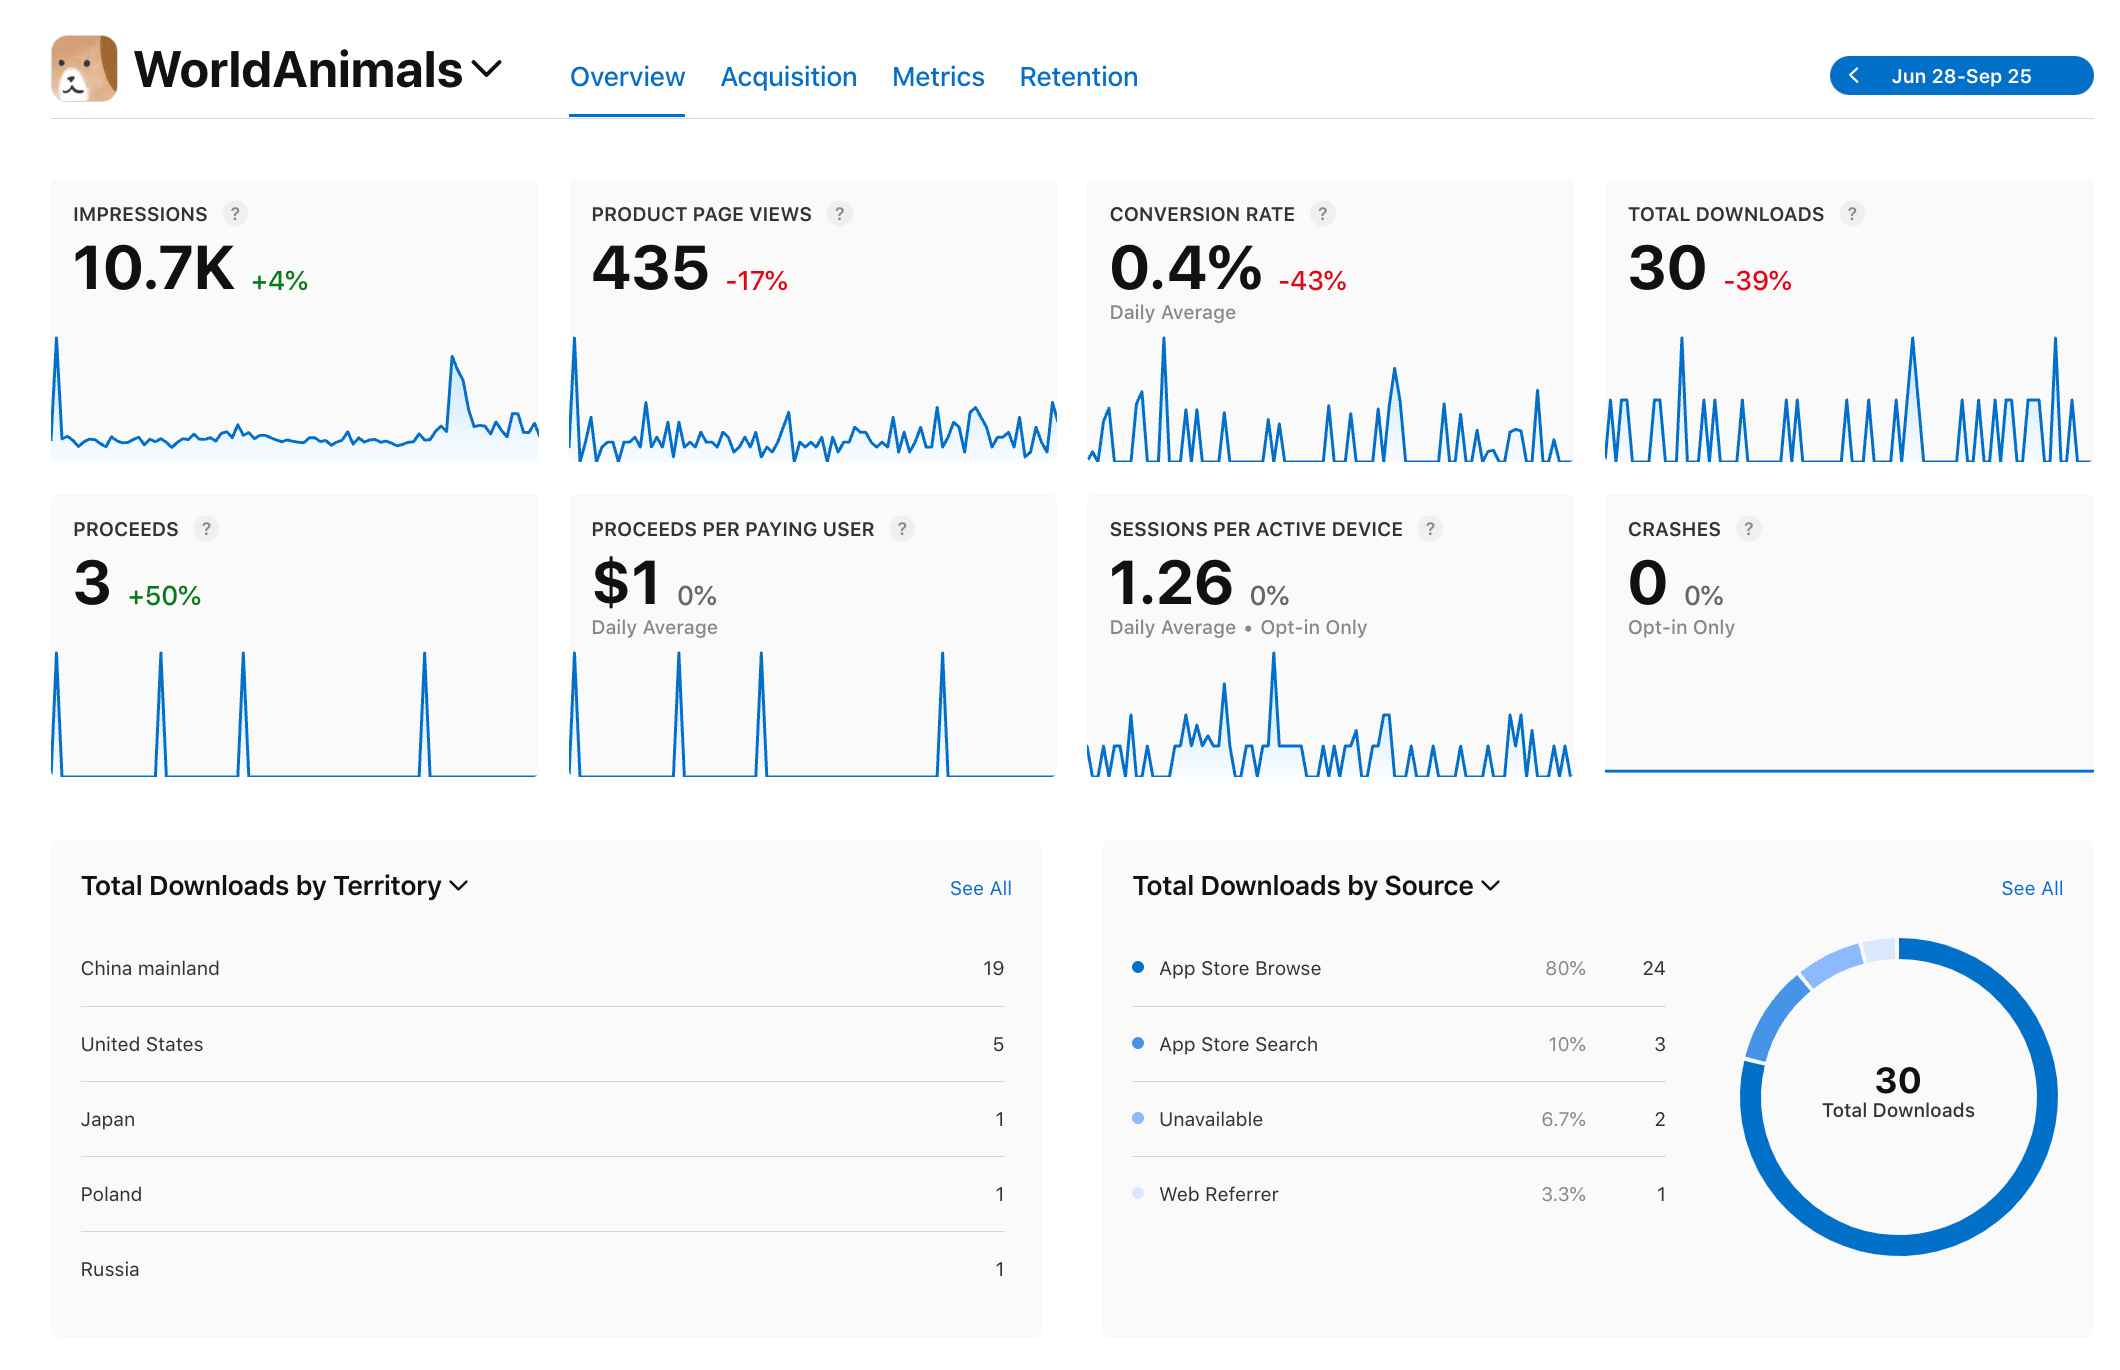 WorldAnimals
Overview Acquisition Metrics Retention
Jun 28-Sep 25
IMPRESSIONS ?
10.7K +4%
PRODUCT PAGE VIEWS ?
435 -17%
CONVERSION RATE ?
0.4% -43%
Daily Average
TOTAL DOWNLOADS ?
30 -39%
PROCEEDS ?
3 +50%
PROCEEDS PER PAYING USER ?
$1 0%
Daily Average
SESSIONS PER ACTIVE DEVICE ?
1.26 0%
Daily Average • Opt-in Only
CRASHES ?
0 0%
Opt-in Only
Total Downloads by Territory
See All
China mainland 19
United States 5
Japan 1
Poland 1
Russia 1
Total Downloads by Source
See All
App Store Browse 80% 24
App Store Search 10% 3
Unavailable 6.7% 2
Web Referrer 3.3% 1
30
Total Downloads